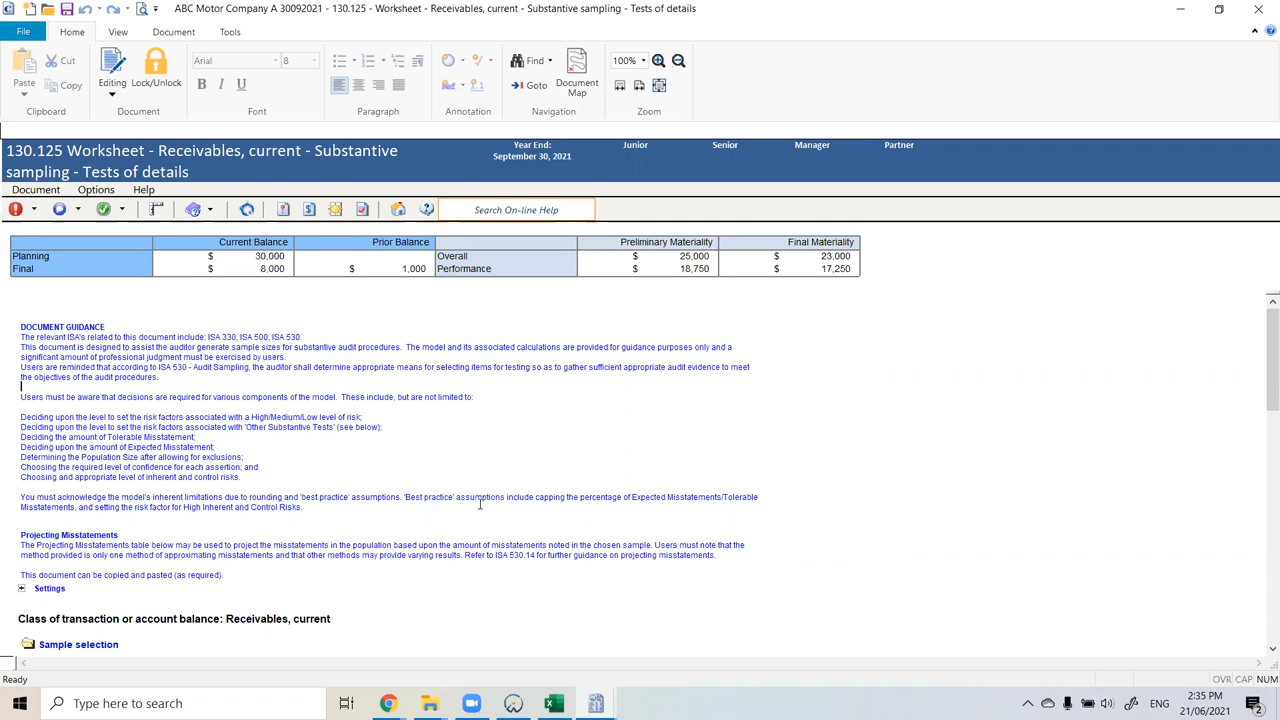 ABC Motor Company A 30092021 - 130.125 - Worksheet - Receivables, current - Substantive sampling - Tests of details
File Home View Document Tools
Paste Cut Copy Editing Lock/Unlock Arial 8 B I U Find Goto Document Map 100%
Clipboard Document Font Paragraph Annotation Navigation Zoom
130.125 Worksheet - Receivables, current - Substantive
sampling - Tests of details
Year End: Junior Senior Manager Partner
September 30, 2021
Document Options Help
Search On-line Help
Current Balance Prior Balance Preliminary Materiality Final Materiality
Planning $ 30,000 Overall $ 25,000 $ 23,000
Final $ 8,000 $ 1,000 Performance $ 18,750 $ 17,250
DOCUMENT GUIDANCE
The relevant ISA's related to this document include: ISA 330, ISA 500, ISA 530.
This document is designed to assist the auditor generate sample sizes for substantive audit procedures. The model and its associated calculations are provided for guidance purposes only and a
significant amount of professional judgment must be exercised by users.
Users are reminded that according to ISA 530 - Audit Sampling, the auditor shall determine appropriate means for selecting items for testing so as to gather sufficient appropriate audit evidence to meet
the objectives of the audit procedures.
Users must be aware that decisions are required for various components of the model. These include, but are not limited to:
Deciding upon the level to set the risk factors associated with a High/Medium/Low level of risk;
Deciding upon the level to set the risk factors associated with 'Other Substantive Tests' (see below);
Deciding the amount of Tolerable Misstatement;
Deciding upon the amount of Expected Misstatement;
Determining the Population Size after allowing for exclusions;
Choosing the required level of confidence for each assertion; and
Choosing and appropriate level of inherent and control risks.
You must acknowledge the model's inherent limitations due to rounding and 'best practice' assumptions. 'Best practice' assumptions include capping the percentage of Expected Misstatements/Tolerable
Misstatements, and setting the risk factor for High Inherent and Control Risks.
Projecting Misstatements
The Projecting Misstatements table below may be used to project the misstatements in the population based upon the amount of misstatements noted in the chosen sample. Users must note that the
method provided is only one method of approximating misstatements and that other methods may provide varying results. Refer to ISA 530.14 for further guidance on projecting misstatements.
This document can be copied and pasted (as required).
Settings
Class of transaction or account balance: Receivables, current
Sample selection
Ready OVR CAP NUM
Type here to search ENG 2:35 PM
21/06/2021 2